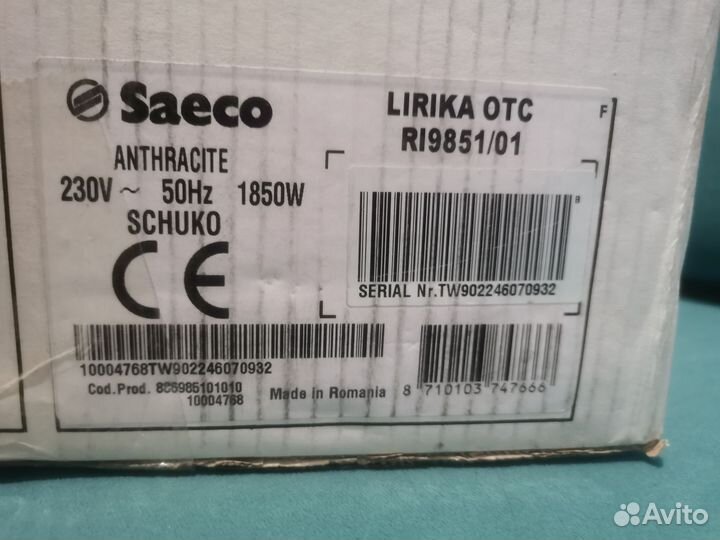 Saeco
ANTHRACITE
230V ~ 50Hz 1850W
SCHUKO
CE
LIRIKA OTC
RI9851/01
F
B
SERIAL Nr.TW902246070932
10004768TW902246070932
Cod.Prod. 886985101010
10004768
Made in Romania
8 710103 747666
Avito